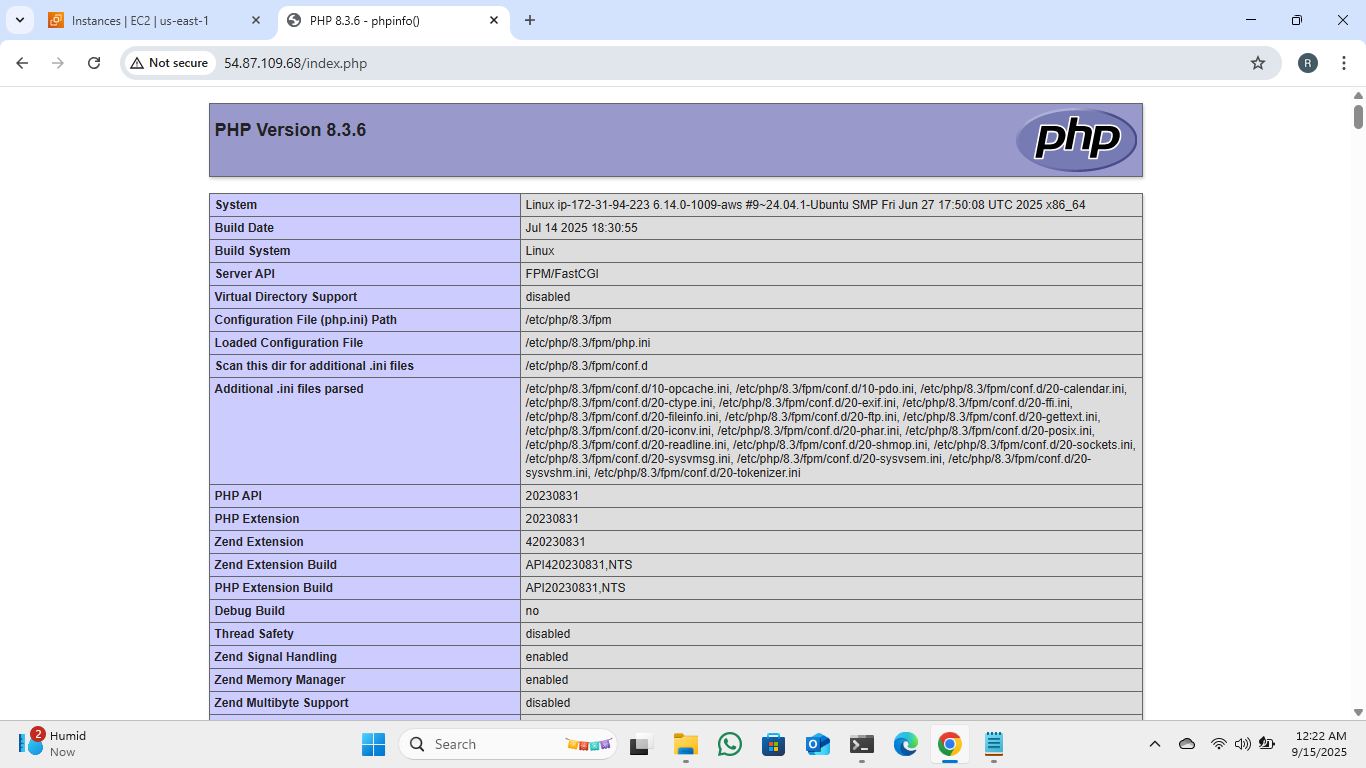 Instances | EC2 | us-east-1
PHP 8.3.6 - phpinfo()
Not secure
54.87.109.68/index.php
R
PHP Version 8.3.6
php
System
Linux ip-172-31-94-223 6.14.0-1009-aws #9~24.04.1-Ubuntu SMP Fri Jun 27 17:50:08 UTC 2025 x86_64
Build Date
Jul 14 2025 18:30:55
Build System
Linux
Server API
FPM/FastCGI
Virtual Directory Support
disabled
Configuration File (php.ini) Path
/etc/php/8.3/fpm
Loaded Configuration File
/etc/php/8.3/fpm/php.ini
Scan this dir for additional .ini files
/etc/php/8.3/fpm/conf.d
Additional .ini files parsed
/etc/php/8.3/fpm/conf.d/10-opcache.ini, /etc/php/8.3/fpm/conf.d/10-pdo.ini, /etc/php/8.3/fpm/conf.d/20-calendar.ini,
/etc/php/8.3/fpm/conf.d/20-ctype.ini, /etc/php/8.3/fpm/conf.d/20-exif.ini, /etc/php/8.3/fpm/conf.d/20-ffi.ini,
/etc/php/8.3/fpm/conf.d/20-fileinfo.ini, /etc/php/8.3/fpm/conf.d/20-ftp.ini, /etc/php/8.3/fpm/conf.d/20-gettext.ini,
/etc/php/8.3/fpm/conf.d/20-iconv.ini, /etc/php/8.3/fpm/conf.d/20-phar.ini, /etc/php/8.3/fpm/conf.d/20-posix.ini,
/etc/php/8.3/fpm/conf.d/20-readline.ini, /etc/php/8.3/fpm/conf.d/20-shmop.ini, /etc/php/8.3/fpm/conf.d/20-sockets.ini,
/etc/php/8.3/fpm/conf.d/20-sysvmsg.ini, /etc/php/8.3/fpm/conf.d/20-sysvsem.ini, /etc/php/8.3/fpm/conf.d/20-
sysvshm.ini, /etc/php/8.3/fpm/conf.d/20-tokenizer.ini
PHP API
20230831
PHP Extension
20230831
Zend Extension
420230831
Zend Extension Build
API420230831,NTS
PHP Extension Build
API20230831,NTS
Debug Build
no
Thread Safety
disabled
Zend Signal Handling
enabled
Zend Memory Manager
enabled
Zend Multibyte Support
disabled
2
Humid
Now
Search
12:22 AM
9/15/2025